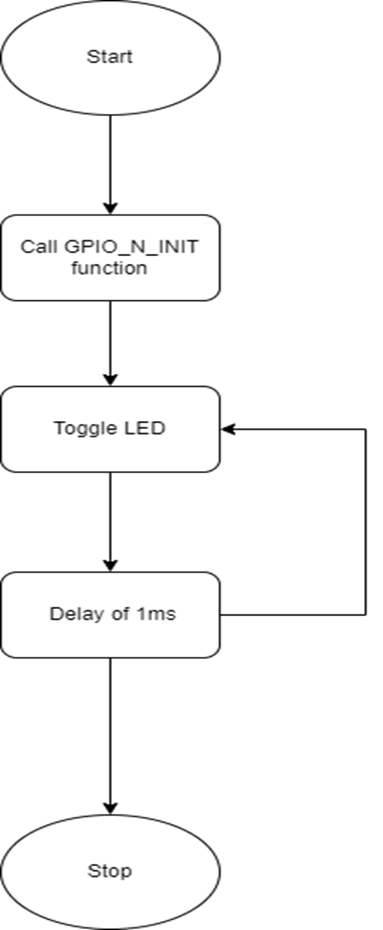 Start
Call GPIO_N_INIT
function
Toggle LED
Delay of 1ms
Stop